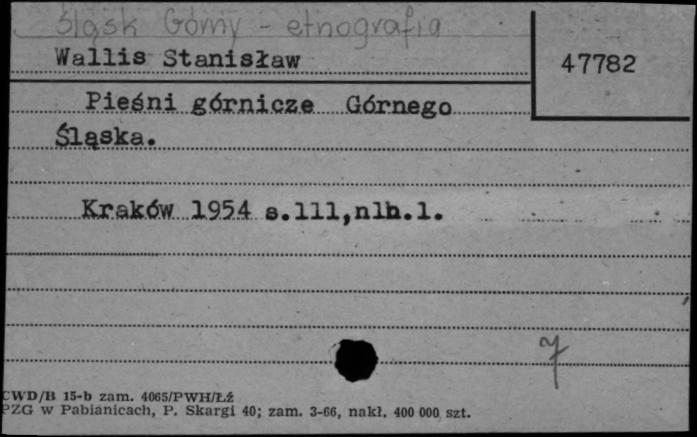 Śląsk Górny - etnografia
Wallis Stanisław
47782
Pieśni górnicze Górnego
Śląska.
Kraków 1954 s.111,nlb.1.
7
CWD/B 15-b zam. 4065/PWH/Łź
PZG w Pabianicach, P. Skargi 40; zam. 3-66, nakł. 400 000 szt.